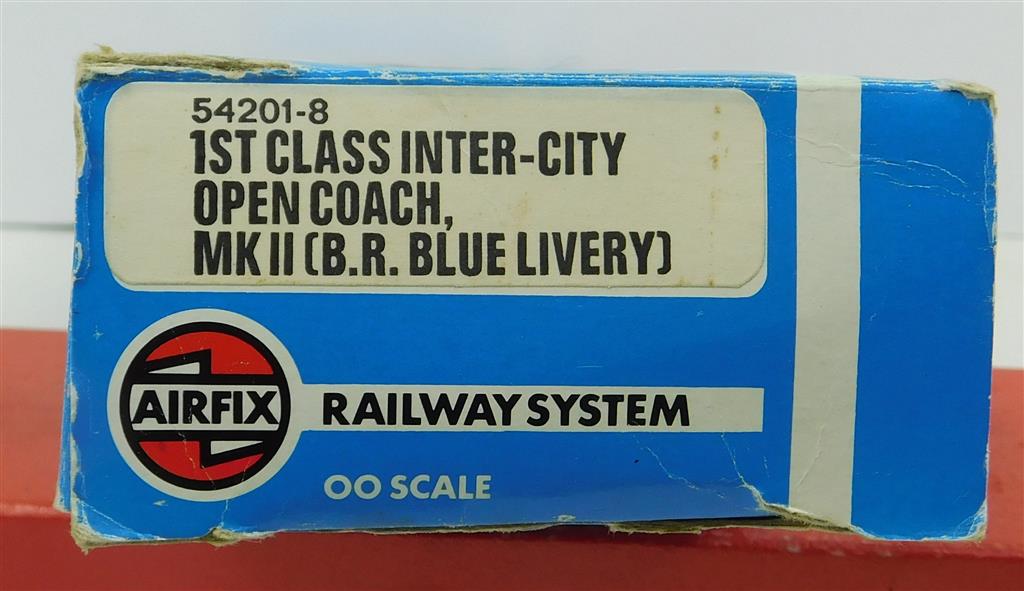 54201-8
1ST CLASS INTER-CITY
OPEN COACH,
MK II (B.R. BLUE LIVERY)
AIRFIX
RAILWAY SYSTEM
OO SCALE